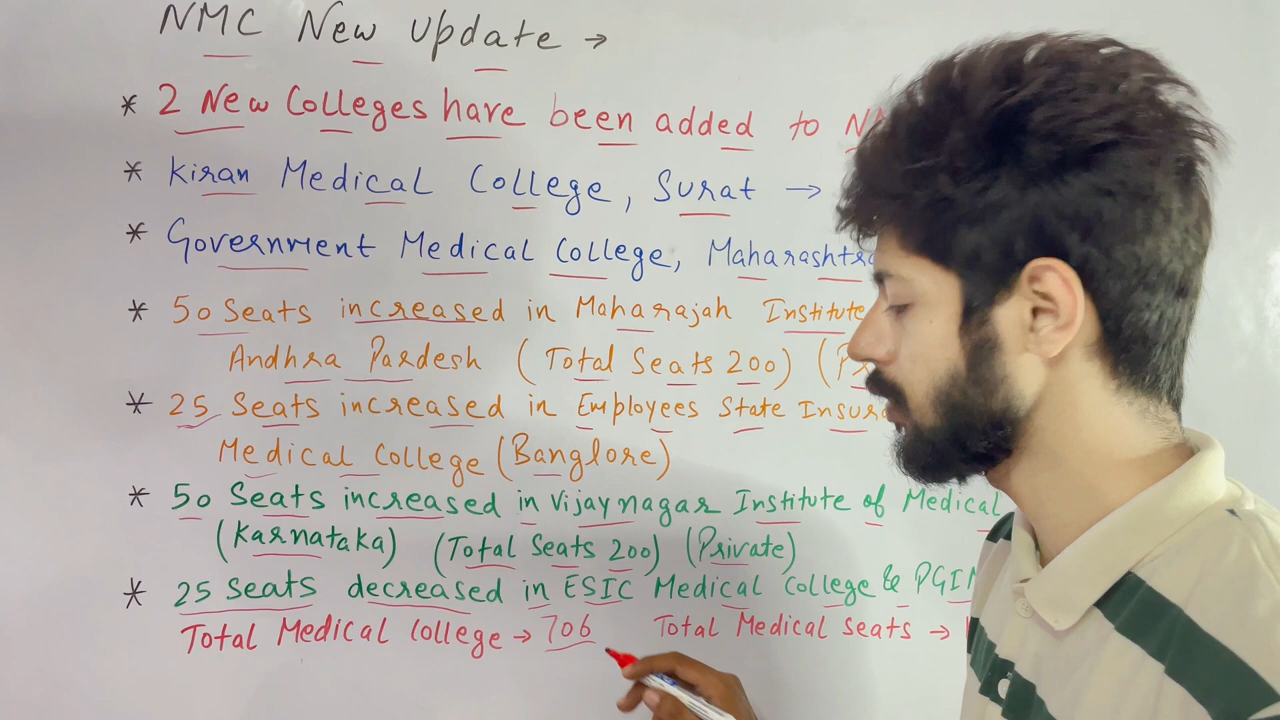 NMC New Update →
* 2 New Colleges have been added to
* Kiran Medical College, Surat →
* Government Medical College, Maharashtra
* 50 Seats increased in Maharajah Institute
Andhra Pardesh (Total Seats 200)
* 25 Seats increased in Employees State
Medical College (Banglore)
* 50 Seats increased in Vijaynagar Institute of Medical
(Karnataka) (Total Seats 200) (Private)
* 25 Seats decreased in ESIC Medical College &
Total Medical College → 706 Total Medical Seats →